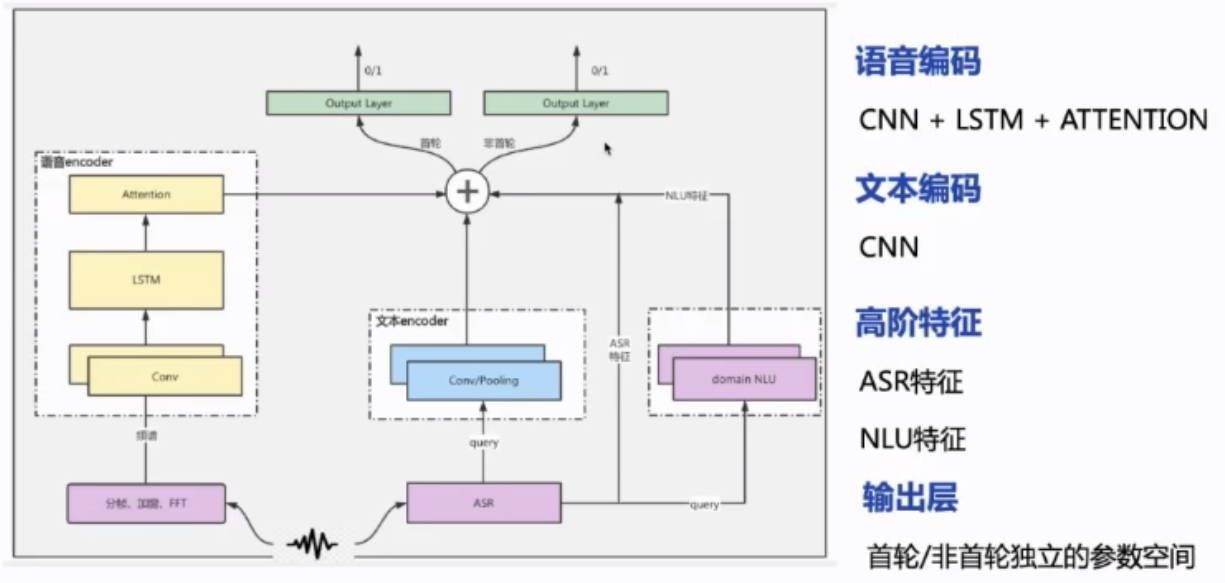 0/1
0/1
Output Layer
Output Layer
首轮
非首轮
语音encoder
Attention
NLU特征
LSTM
文本encoder
ASR
特征
Conv
Conv/Pooling
domain NLU
频谱
query
分帧、加窗、FFT
ASR
query
语音编码
CNN + LSTM + ATTENTION
文本编码
CNN
高阶特征
ASR特征
NLU特征
输出层
首轮/非首轮独立的参数空间